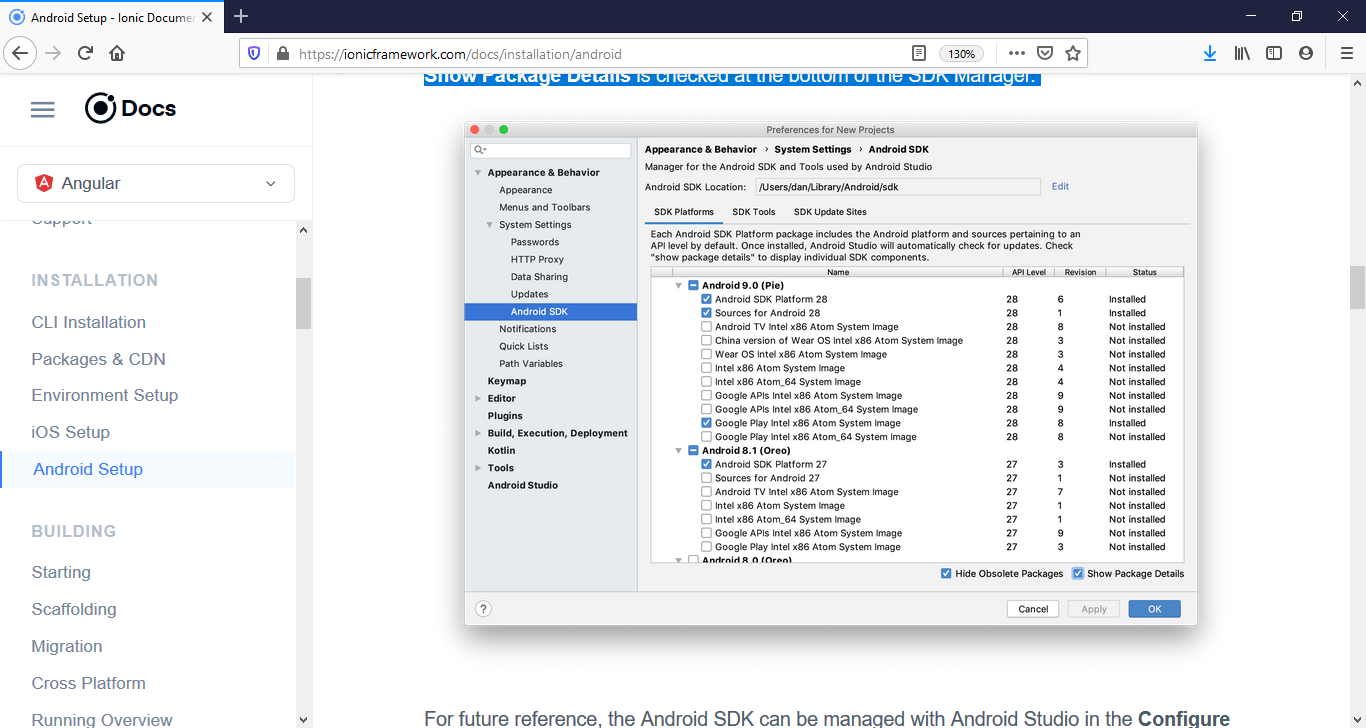 Android Setup - Ionic Documen
https://ionicframework.com/docs/installation/android
130%
Docs
Angular
Support
INSTALLATION
CLI Installation
Packages & CDN
Environment Setup
iOS Setup
Android Setup
BUILDING
Starting
Scaffolding
Migration
Cross Platform
Running Overview
Show Package Details is checked at the bottom of the SDK Manager.
Preferences for New Projects
Appearance & Behavior
Appearance
Menus and Toolbars
System Settings
Passwords
HTTP Proxy
Data Sharing
Updates
Android SDK
Notifications
Quick Lists
Path Variables
Keymap
Editor
Plugins
Build, Execution, Deployment
Kotlin
Tools
Android Studio
Appearance & Behavior › System Settings › Android SDK
Manager for the Android SDK and Tools used by Android Studio
Android SDK Location: /Users/dan/Library/Android/sdk Edit
SDK Platforms SDK Tools SDK Update Sites
Each Android SDK Platform package includes the Android platform and sources pertaining to an
API level by default. Once installed, Android Studio will automatically check for updates. Check
"show package details" to display individual SDK components.
Name API Level Revision Status
Android 9.0 (Pie)
Android SDK Platform 28 28 6 Installed
Sources for Android 28 28 1 Installed
Android TV Intel x86 Atom System Image 28 8 Not installed
China version of Wear OS Intel x86 Atom System Image 28 3 Not installed
Wear OS Intel x86 Atom System Image 28 3 Not installed
Intel x86 Atom System Image 28 4 Not installed
Intel x86 Atom_64 System Image 28 4 Not installed
Google APIs Intel x86 Atom System Image 28 9 Not installed
Google APIs Intel x86 Atom_64 System Image 28 9 Not installed
Google Play Intel x86 Atom System Image 28 8 Installed
Google Play Intel x86 Atom_64 System Image 28 8 Not installed
Android 8.1 (Oreo)
Android SDK Platform 27 27 3 Installed
Sources for Android 27 27 1 Not installed
Android TV Intel x86 Atom System Image 27 7 Not installed
Intel x86 Atom System Image 27 1 Not installed
Intel x86 Atom_64 System Image 27 1 Not installed
Google APIs Intel x86 Atom System Image 27 9 Not installed
Google Play Intel x86 Atom System Image 27 3 Not installed
Android 8.0 (Oreo)
Hide Obsolete Packages Show Package Details
? Cancel Apply OK
For future reference, the Android SDK can be managed with Android Studio in the Configure